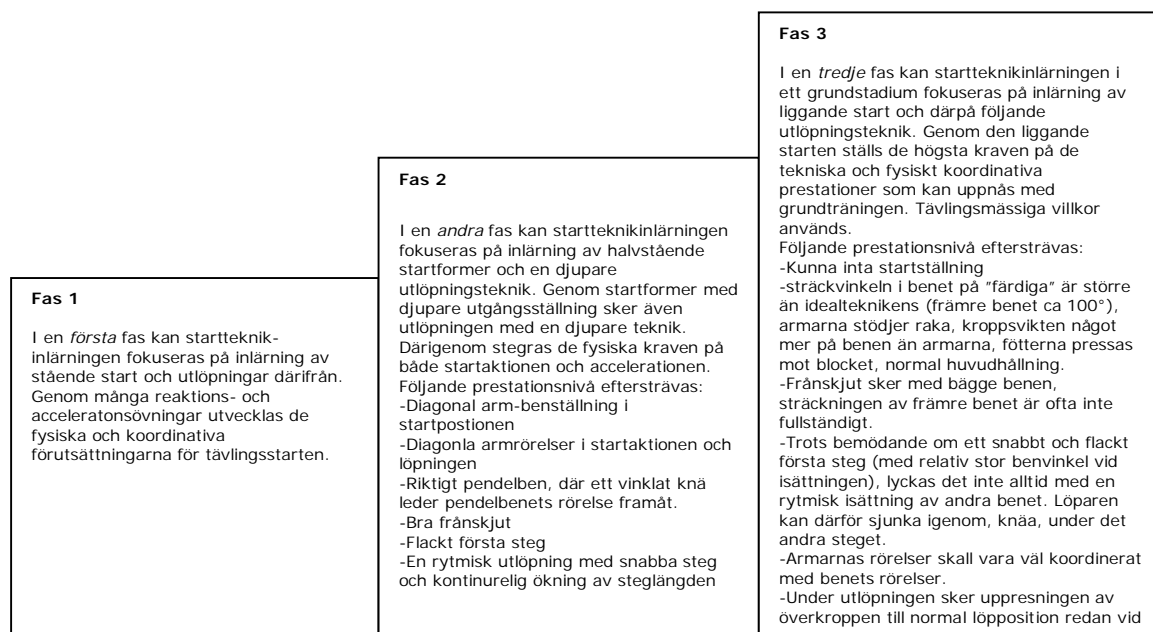 Fas 1
I en första fas kan startteknik-
inlärningen fokuseras på inlärning av
stående start och utlöpningar därifrån.
Genom många reaktions- och
acceleratonsövningar utvecklas de
fysiska och koordinativa
förutsättningarna för tävlingsstarten.
Fas 2
I en andra fas kan startteknikinlärningen
fokuseras på inlärning av halvstående
startformer och en djupare
utlöpningsteknik. Genom startformer med
djupare utgångsställning sker även
utlöpningen med en djupare teknik.
Därigenom stegras de fysiska kraven på
både startaktionen och accelerationen.
Följande prestationsnivå eftersträvas:
-Diagonal arm-benställning i
startpostionen
-Diagonla armrörelser i startaktionen och
löpningen
-Riktigt pendelben, där ett vinklat knä
leder pendelbenets rörelse framåt.
-Bra frånskjut
-Flackt första steg
-En rytmisk utlöpning med snabba steg
och kontinurelig ökning av steglängden
Fas 3
I en tredje fas kan startteknikinlärningen i
ett grundstadium fokuseras på inlärning av
liggande start och därpå följande
utlöpningsteknik. Genom den liggande
starten ställs de högsta kraven på de
tekniska och fysiskt koordinativa
prestationer som kan uppnås med
grundträningen. Tävlingsmässiga villkor
används.
Följande prestationsnivå eftersträvas:
-Kunna inta startställning
-sträckvinkeln i benet på ”färdiga” är större
än idealteknikens (främre benet ca 100°),
armarna stödjer raka, kroppsvikten något
mer på benen än armarna, fötterna pressas
mot blocket, normal huvudhållning.
-Frånskjut sker med bägge benen,
sträckningen av främre benet är ofta inte
fullständigt.
-Trots bemödande om ett snabbt och flackt
första steg (med relativ stor benvinkel vid
isättningen), lyckas det inte alltid med en
rytmisk isättning av andra benet. Löparen
kan därför sjunka igenom, knäa, under det
andra steget.
-Armarnas rörelser skall vara väl koordinerat
med benets rörelser.
-Under utlöpningen sker uppresningen av
överkroppen till normal löpposition redan vid